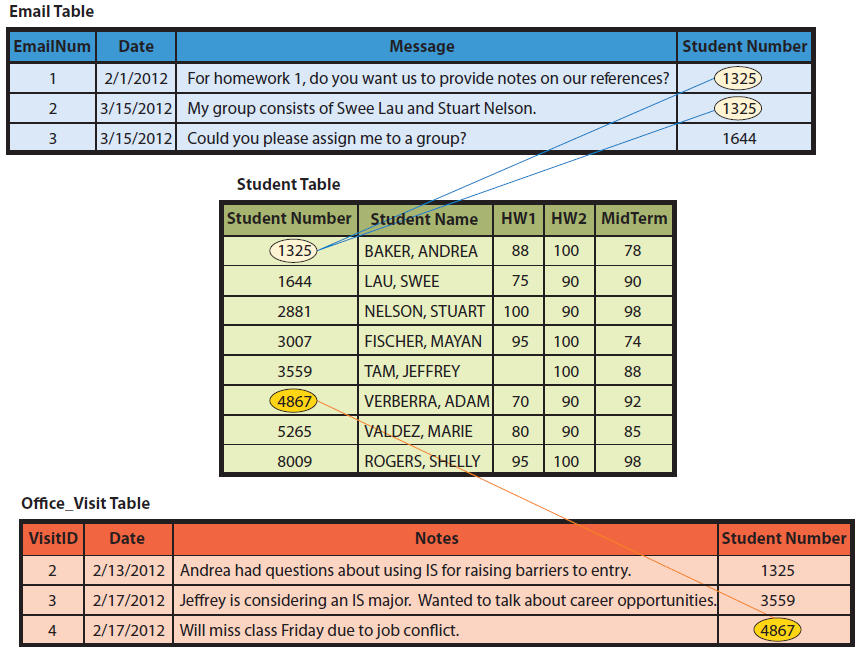 Email Table
EmailNum Date Message Student Number
1 2/1/2012 For homework 1, do you want us to provide notes on our references? 1325
2 3/15/2012 My group consists of Swee Lau and Stuart Nelson. 1325
3 3/15/2012 Could you please assign me to a group? 1644
Student Table
Student Number Student Name HW1 HW2 MidTerm
1325 BAKER, ANDREA 88 100 78
1644 LAU, SWEE 75 90 90
2881 NELSON, STUART 100 90 98
3007 FISCHER, MAYAN 95 100 74
3559 TAM, JEFFREY 100 88
4867 VERBERRA, ADAM 70 90 92
5265 VALDEZ, MARIE 80 90 85
8009 ROGERS, SHELLY 95 100 98
Office_Visit Table
VisitID Date Notes Student Number
2 2/13/2012 Andrea had questions about using IS for raising barriers to entry. 1325
3 2/17/2012 Jeffrey is considering an IS major. Wanted to talk about career opportunities. 3559
4 2/17/2012 Will miss class Friday due to job conflict. 4867